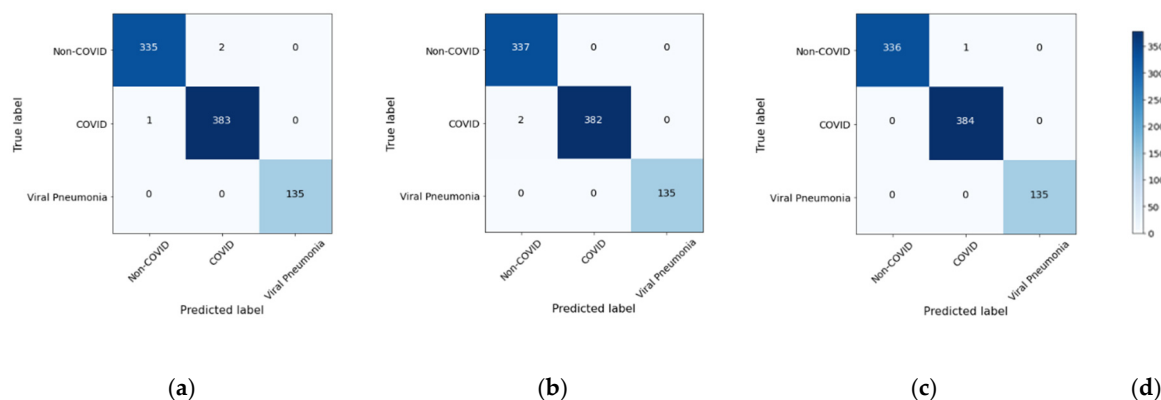 Non-COVID 335 2 0
COVID 1 383 0
Viral Pneumonia 0 0 135
True label
Non-COVID COVID Viral Pneumonia
Predicted label
(a)
Non-COVID 337 0 0
COVID 2 382 0
Viral Pneumonia 0 0 135
True label
Non-COVID COVID Viral Pneumonia
Predicted label
(b)
Non-COVID 336 1 0
COVID 0 384 0
Viral Pneumonia 0 0 135
True label
Non-COVID COVID Viral Pneumonia
Predicted label
(c)
350
300
250
200
150
100
50
0
(d)